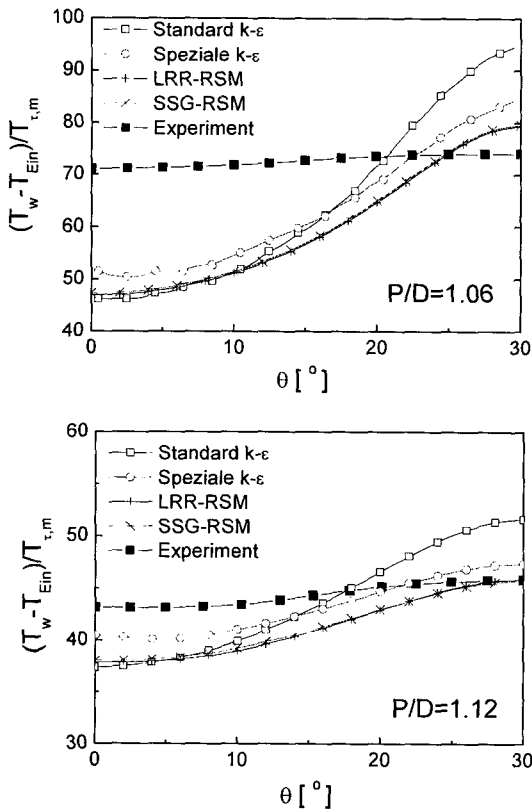 100
90
80
70
60
50
40
(T_w-T_Ein)/T_τ,m
Standard k-ε
Speziale k-ε
LRR-RSM
SSG-RSM
Experiment
P/D=1.06
0 10 20 30
θ [°]
60
50
40
30
(T_w-T_Ein)/T_τ,m
Standard k-ε
Speziale k-ε
LRR-RSM
SSG-RSM
Experiment
P/D=1.12
0 10 20 30
θ [°]